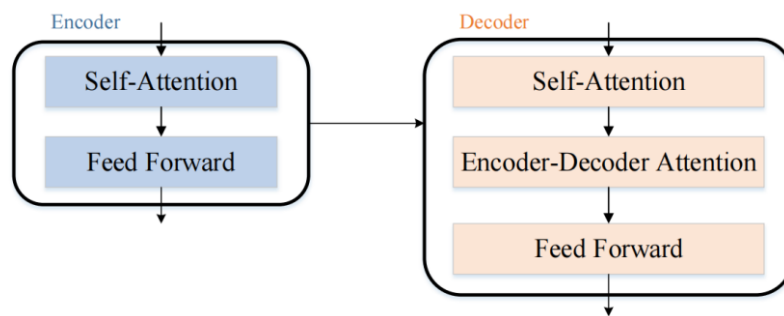 Encoder
Self-Attention
Feed Forward
Decoder
Self-Attention
Encoder-Decoder Attention
Feed Forward